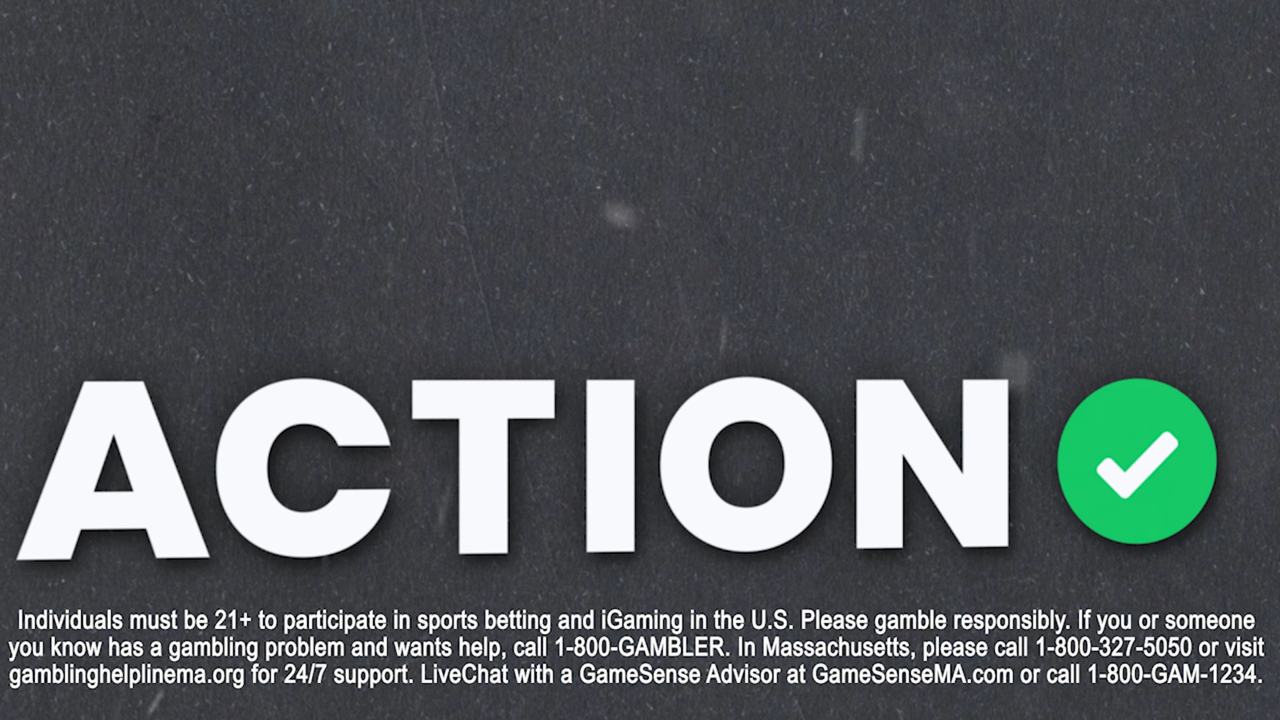 ACTION
Individuals must be 21+ to participate in sports betting and iGaming in the U.S. Please gamble responsibly. If you or someone
you know has a gambling problem and wants help, call 1-800-GAMBLER. In Massachusetts, please call 1-800-327-5050 or visit
gamblinghelplinema.org for 24/7 support. LiveChat with a GameSense Advisor at GameSenseMA.com or call 1-800-GAM-1234.